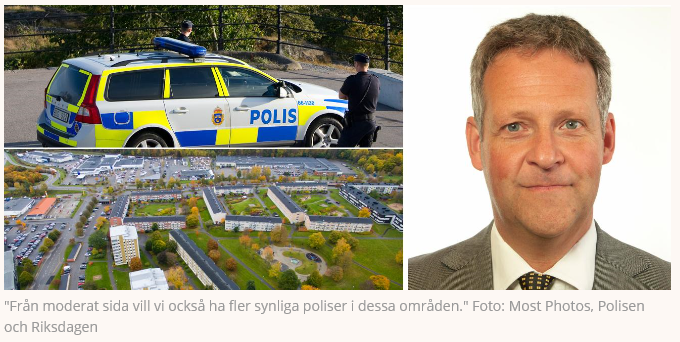 POLIS
"Från moderat sida vill vi också ha fler synliga poliser i dessa områden." Foto: Most Photos, Polisen
och Riksdagen